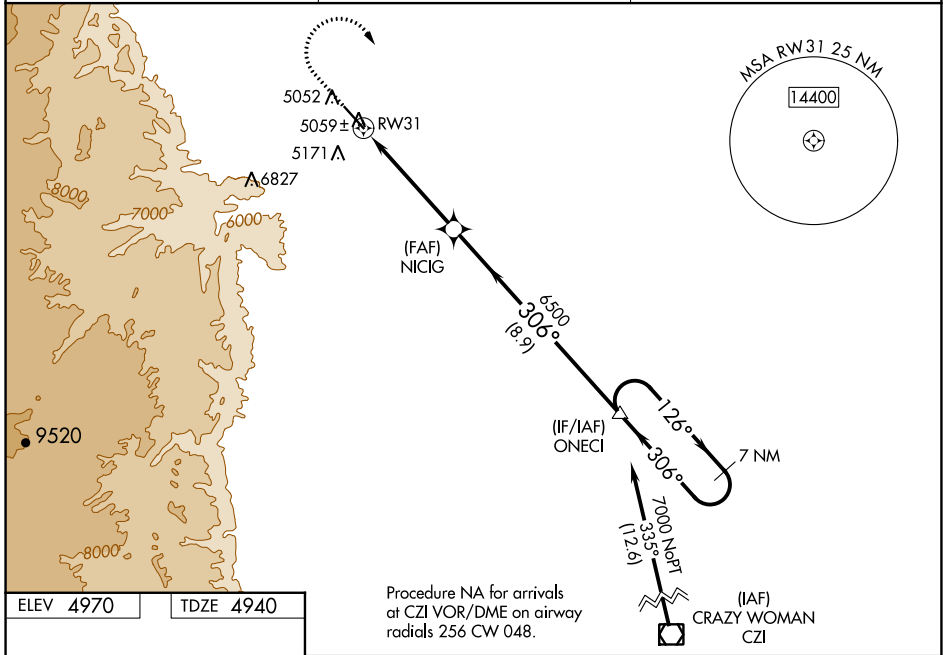 MSA RW31 25 NM
14400
5052
5059± RW31
5171
6827
8000
7000
6000
(FAF)
NICIG
6500
306°
(8.9)
(IF/IAF)
ONECI
126°
306°
7 NM
9520
7000 NoPT
335°
(12.6)
8000
ELEV 4970
TDZE 4940
Procedure NA for arrivals
at CZI VOR/DME on airway
radials 256 CW 048.
(IAF)
CRAZY WOMAN
CZI